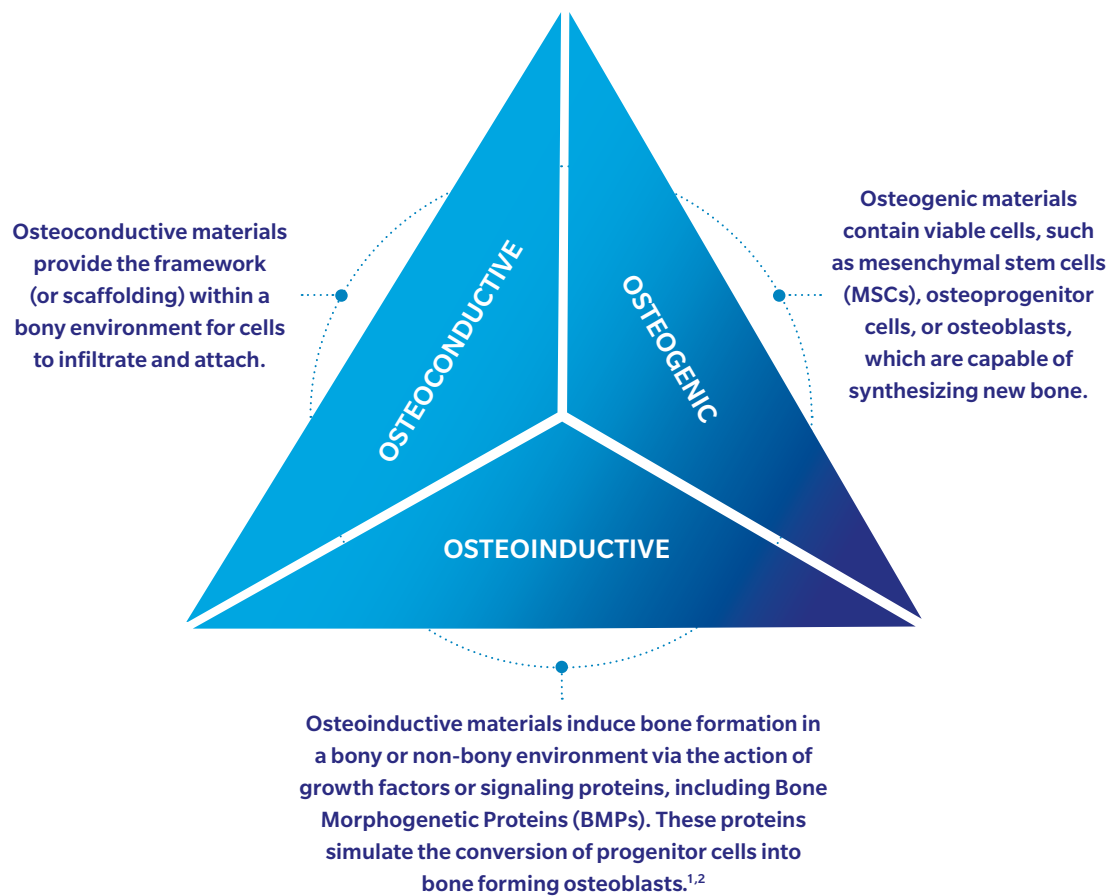 Osteoconductive materials
provide the framework
(or scaffolding) within a
bony environment for cells
to infiltrate and attach.
OSTEOCONDUCTIVE
OSTEOGENIC
Osteogenic materials
contain viable cells, such
as mesenchymal stem cells
(MSCs), osteoprogenitor
cells, or osteoblasts,
which are capable of
synthesizing new bone.
OSTEOINDUCTIVE
Osteoinductive materials induce bone formation in
a bony or non-bony environment via the action of
growth factors or signaling proteins, including Bone
Morphogenetic Proteins (BMPs). These proteins
simulate the conversion of progenitor cells into
bone forming osteoblasts.1,2